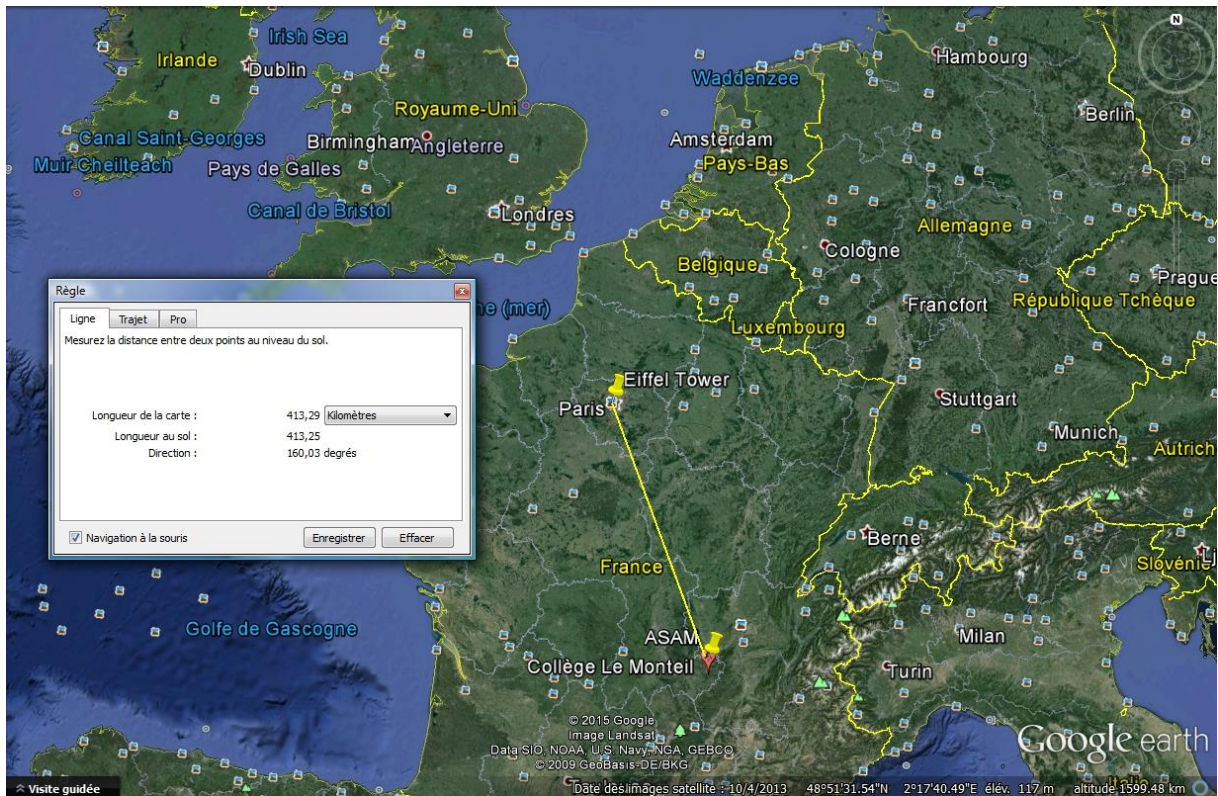 N
Irish Sea
Irlande
Dublin
Hambourg
Waddenzee
Royaume-Uni
Berlin
Canal Saint-Georges
Birmingham
Angleterre
Amsterdam
Muir Cheilteach
Pays de Galles
Pays-Bas
Canal de Bristol
Londres
Allemagne
Cologne
Belgique
Prague
Francfort
République Tchèque
he (mer)
Luxembourg
Règle
Ligne
Trajet
Pro
Mesurez la distance entre deux points au niveau du sol.
Longueur de la carte : 413,29 Kilomètres
Longueur au sol : 413,25
Direction : 160,03 degrés
Navigation à la souris
Enregistrer
Effacer
Eiffel Tower
Paris
Stuttgart
Munich
Autrich
Berne
France
Slovénie
Lj
Golfe de Gascogne
ASAM
Milan
Collège Le Monteil
Turin
© 2015 Google
Image Landsat
Data SIO, NOAA, U.S. Navy, NGA, GEBCO
© 2009 GeoBasis-DE/BKG
Google earth
Italie
Visite guidée
Date des images satellite : 10/4/2013 48°51'31.54"N 2°17'40.49"E élév. 117 m altitude 1599.48 km